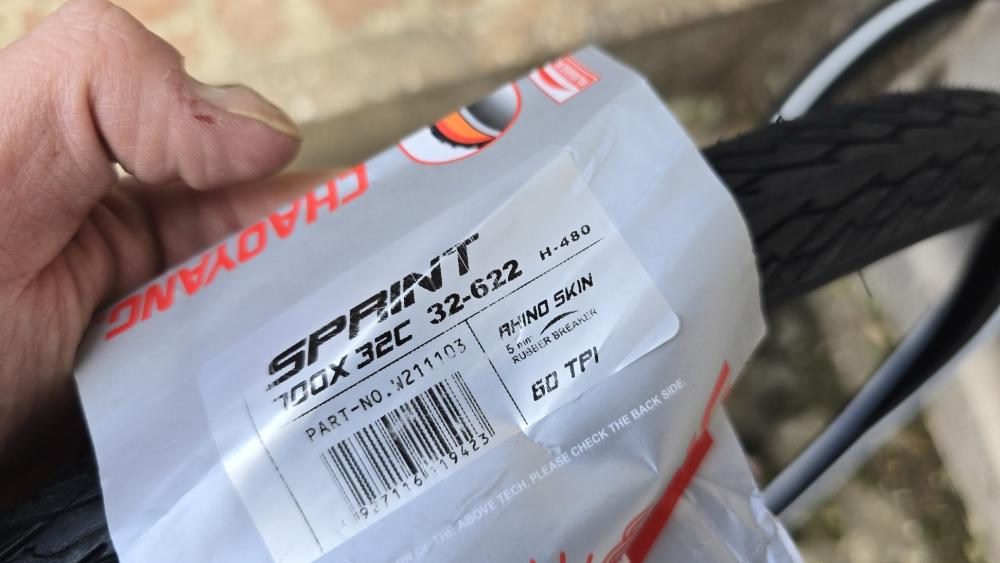 CHAOYANG
SPRINT
700X 32C 32-622 H-480
PART-NO.W211103
RHINO SKIN
5 mm
RUBBER BREAKER
60 TPI
ON OF THE ABOVE TECH, PLEASE CHECK THE BACK SIDE.